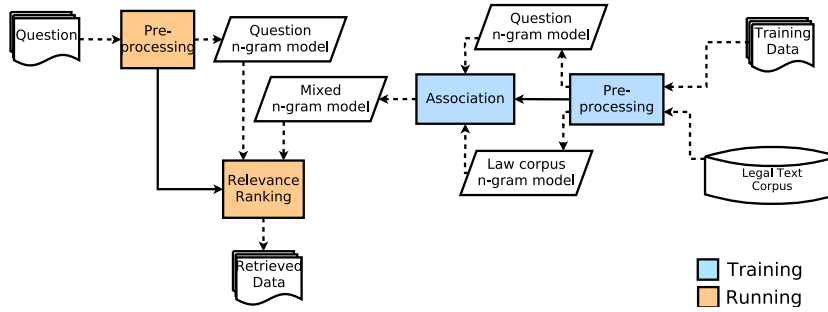 Question
Pre-
processing
Question
n-gram model
Mixed
n-gram model
Relevance
Ranking
Retrieved
Data
Association
Question
n-gram model
Law corpus
n-gram model
Pre-
processing
Training
Data
Legal Text
Corpus
Training
Running